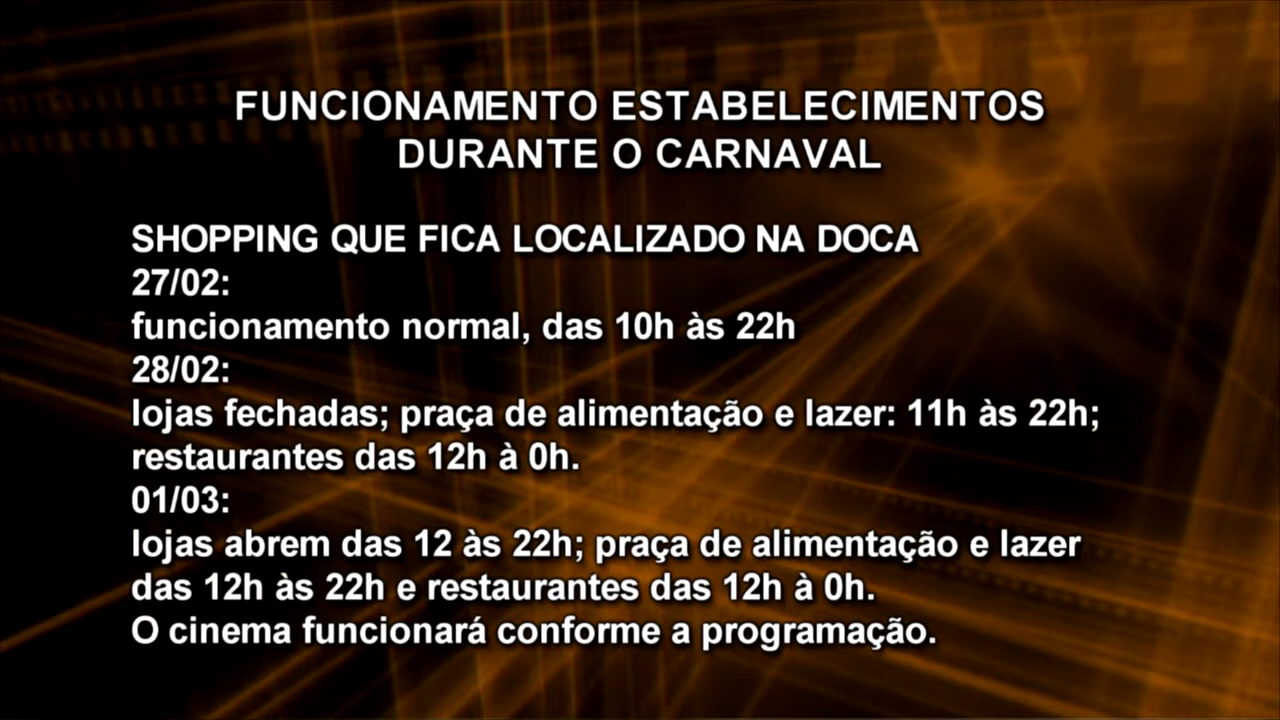 FUNCIONAMENTO ESTABELECIMENTOS
DURANTE O CARNAVAL
SHOPPING QUE FICA LOCALIZADO NA DOCA
27/02:
funcionamento normal, das 10h às 22h
28/02:
lojas fechadas; praça de alimentação e lazer: 11h às 22h;
restaurantes das 12h à 0h.
01/03:
lojas abrem das 12 às 22h; praça de alimentação e lazer
das 12h às 22h e restaurantes das 12h à 0h.
O cinema funcionará conforme a programação.